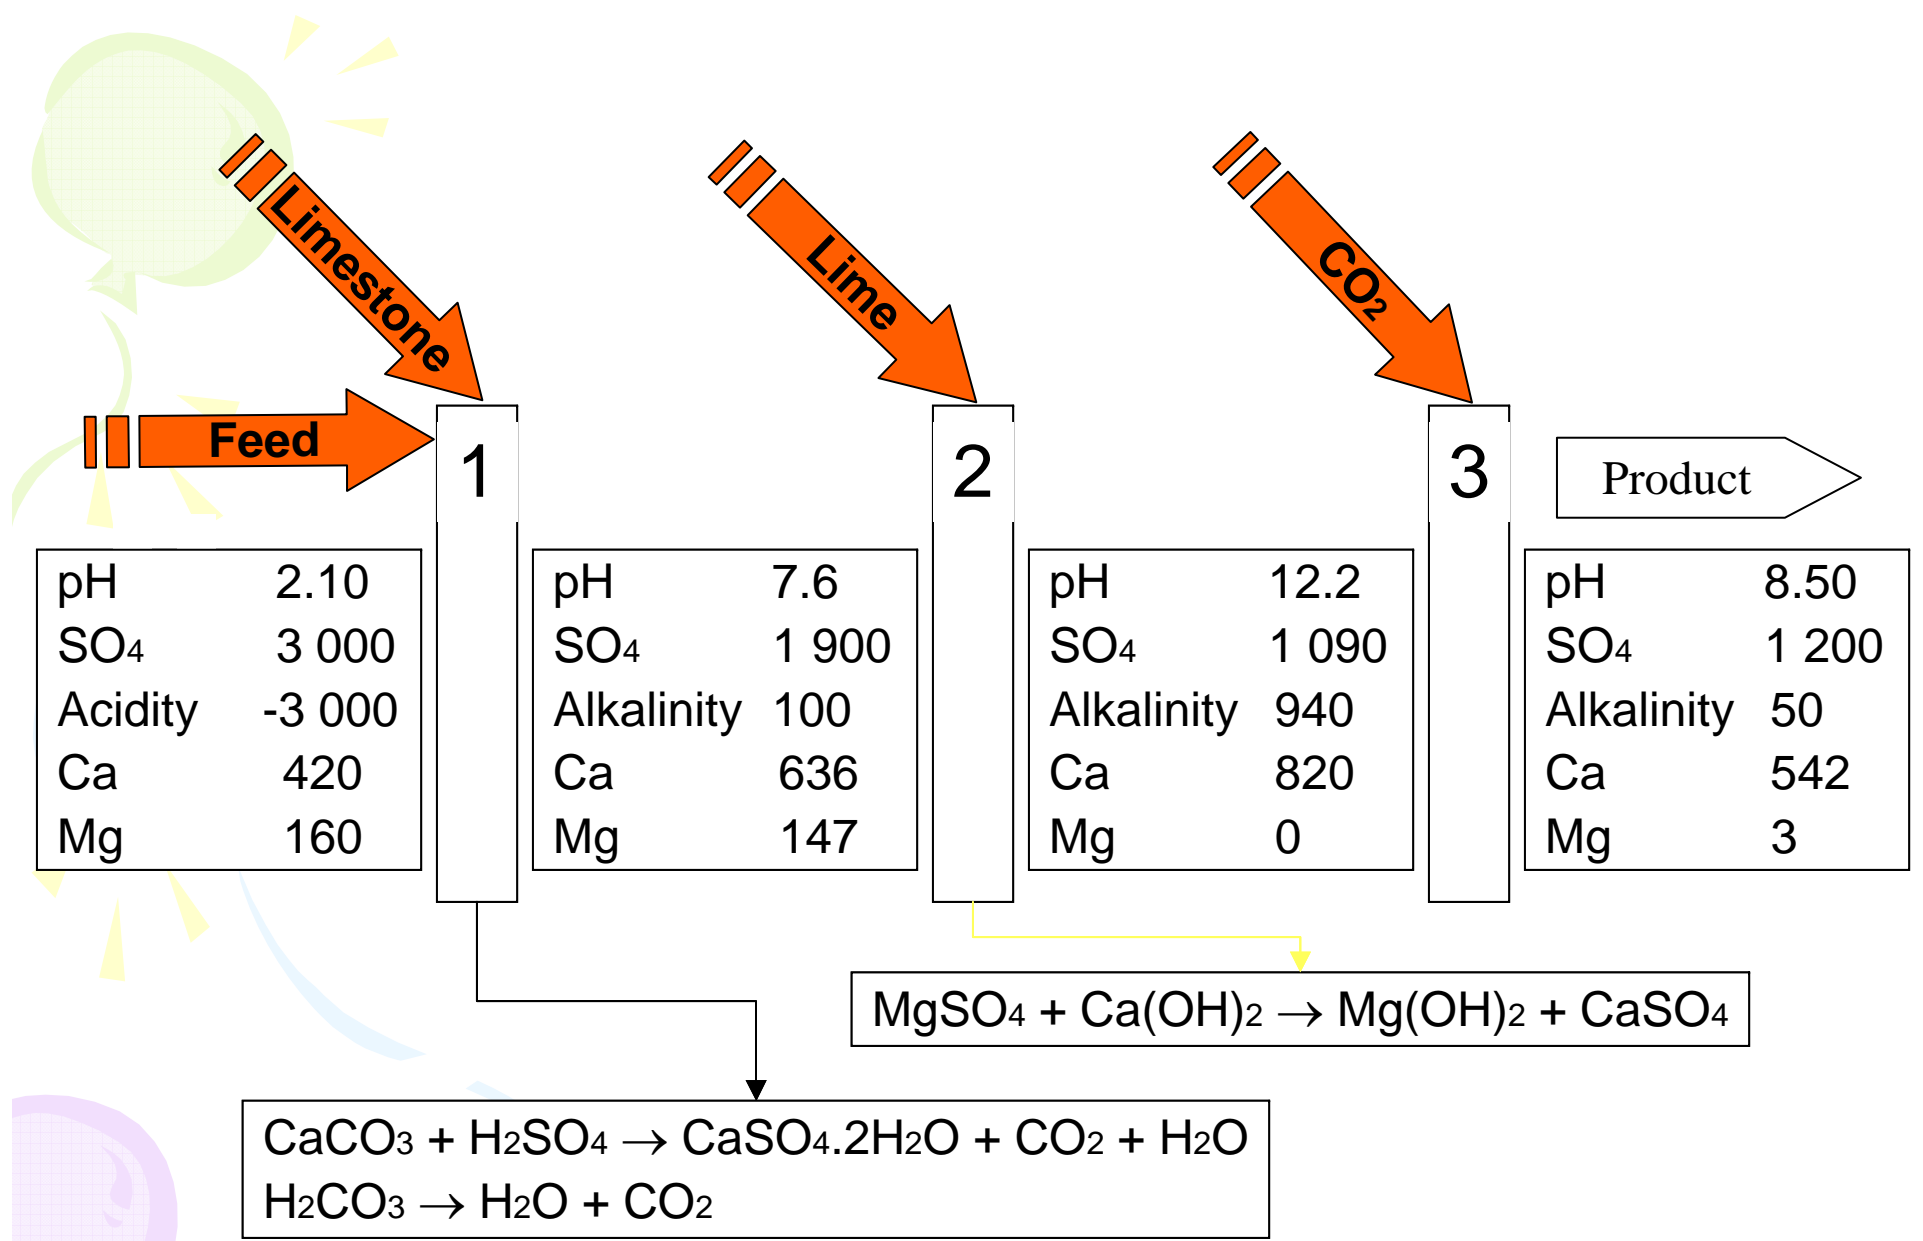 Limestone
Lime
CO2
Feed
1
2
3
Product
pH 2.10
SO4 3 000
Acidity -3 000
Ca 420
Mg 160
pH 7.6
SO4 1 900
Alkalinity 100
Ca 636
Mg 147
pH 12.2
SO4 1 090
Alkalinity 940
Ca 820
Mg 0
pH 8.50
SO4 1 200
Alkalinity 50
Ca 542
Mg 3
MgSO4 + Ca(OH)2 → Mg(OH)2 + CaSO4
CaCO3 + H2SO4 → CaSO4.2H2O + CO2 + H2O
H2CO3 → H2O + CO2